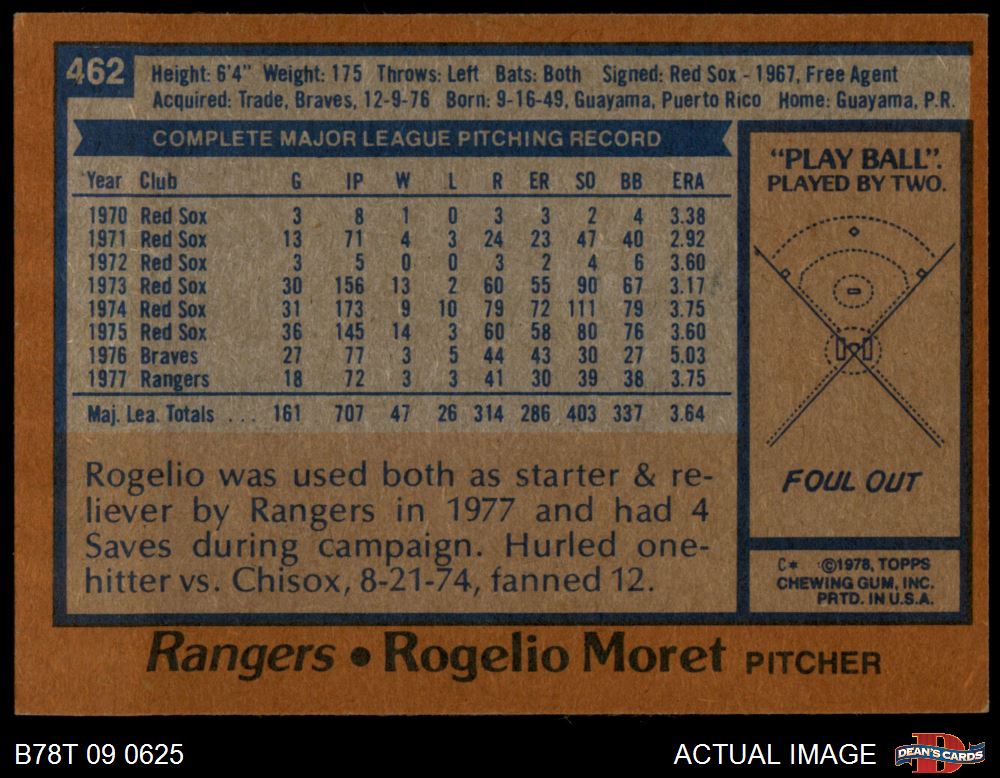 462
Height: 6'4" Weight: 175 Throws: Left Bats: Both Signed: Red Sox - 1967, Free Agent
Acquired: Trade, Braves, 12-9-76 Born: 9-16-49, Guayama, Puerto Rico Home: Guayama, P.R.
COMPLETE MAJOR LEAGUE PITCHING RECORD
Year Club G IP W L R ER SO BB ERA
1970 Red Sox 3 8 1 0 3 3 2 4 3.38
1971 Red Sox 13 71 4 3 24 23 47 40 2.92
1972 Red Sox 3 5 0 0 3 2 4 6 3.60
1973 Red Sox 30 156 13 2 60 55 90 67 3.17
1974 Red Sox 31 173 9 10 79 72 111 79 3.75
1975 Red Sox 36 145 14 3 60 58 80 76 3.60
1976 Braves 27 77 3 5 44 43 30 27 5.03
1977 Rangers 18 72 3 3 41 30 39 38 3.75
Maj. Lea. Totals . . . 161 707 47 26 314 286 403 337 3.64
Rogelio was used both as starter & re-
liever by Rangers in 1977 and had 4
Saves during campaign. Hurled one-
hitter vs. Chisox, 8-21-74, fanned 12.
"PLAY BALL".
PLAYED BY TWO.
FOUL OUT
C* ©1978, TOPPS
CHEWING GUM, INC.
PRTD. IN U.S.A.
Rangers • Rogelio Moret PITCHER
B78T 09 0625
ACTUAL IMAGE
D
DEAN'S CARDS